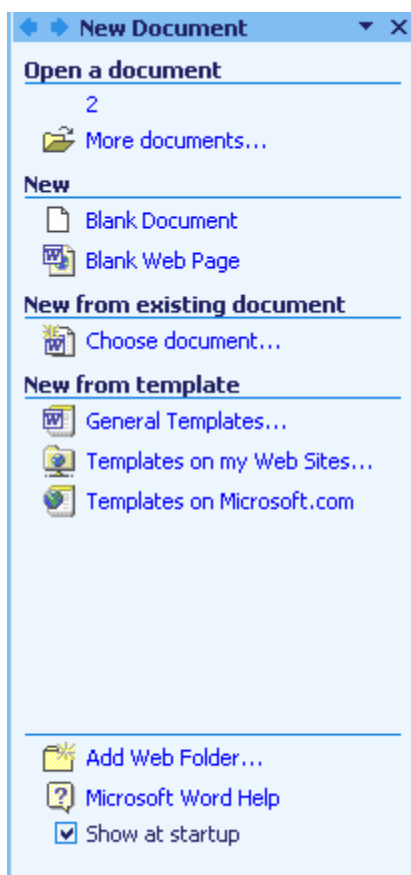 New Document
Open a document
2
More documents...
New
Blank Document
Blank Web Page
New from existing document
Choose document...
New from template
General Templates...
Templates on my Web Sites...
Templates on Microsoft.com
Add Web Folder...
Microsoft Word Help
Show at startup